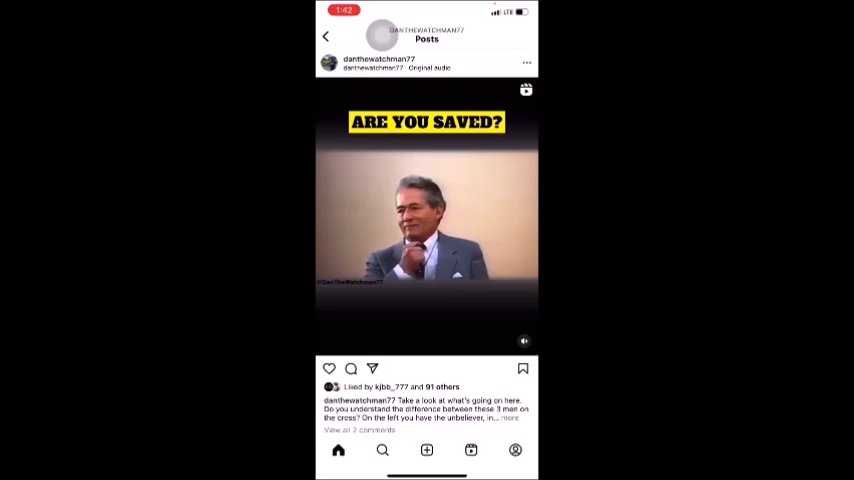 1:42
LTE
DANTHEWATCHMAN77
Posts
danthewatchman77
danthewatchman77 · Original audio
ARE YOU SAVED?
@DanTheWatchman77
Liked by kjbb_777 and 91 others
danthewatchman77 Take a look at what's going on here.
Do you understand the difference between these 3 men on
the cross? On the left you have the unbeliever, in... more
View all 2 comments